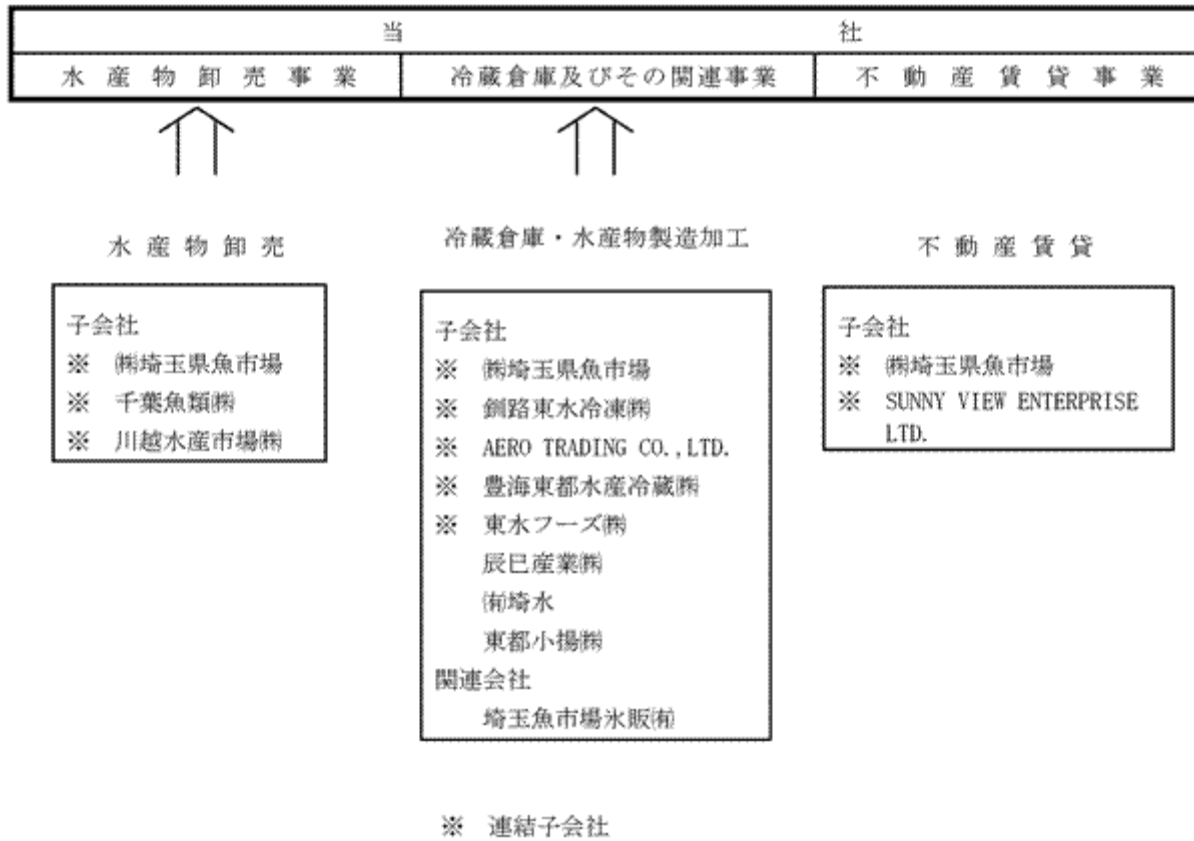 当社
水産物卸売事業 冷蔵倉庫及びその関連事業 不動産賃貸事業
水産物卸売
子会社
※ ㈱埼玉県魚市場
※ 千葉魚類㈱
※ 川越水産市場㈱
冷蔵倉庫・水産物製造加工
子会社
※ ㈱埼玉県魚市場
※ 釧路東水冷凍㈱
※ AERO TRADING CO.,LTD.
※ 豊海東都水産冷蔵㈱
※ 東水フーズ㈱
辰巳産業㈱
㈲埼水
東都小揚㈱
関連会社
埼玉魚市場氷販㈲
不動産賃貸
子会社
※ ㈱埼玉県魚市場
※ SUNNY VIEW ENTERPRISE
LTD.
※ 連結子会社